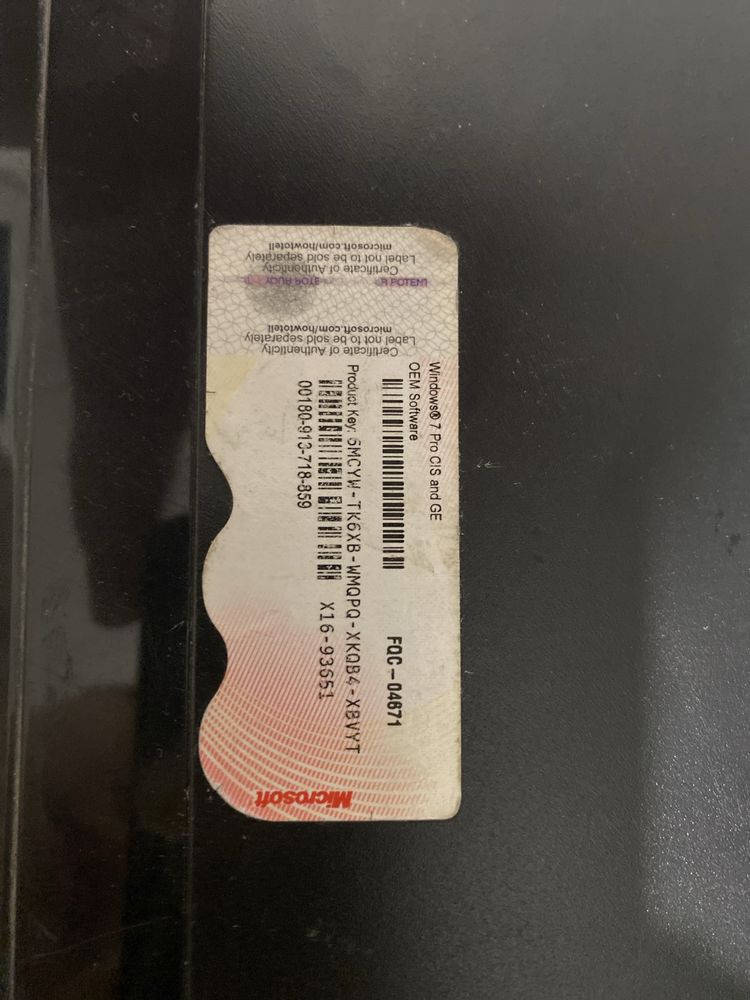 Windows® 7 Pro CIS and GE
OEM Software
FQC-04671
Product Key: 6MCYW-TK6XB-WMQPQ-XKQB4-XBVYT
X16-93651
00180-913-718-859
Certificate of Authenticity
Label not to be sold separately
microsoft.com/howtotell
Certificate of Authenticity
Label not to be sold separately
microsoft.com/howtotell
Microsoft